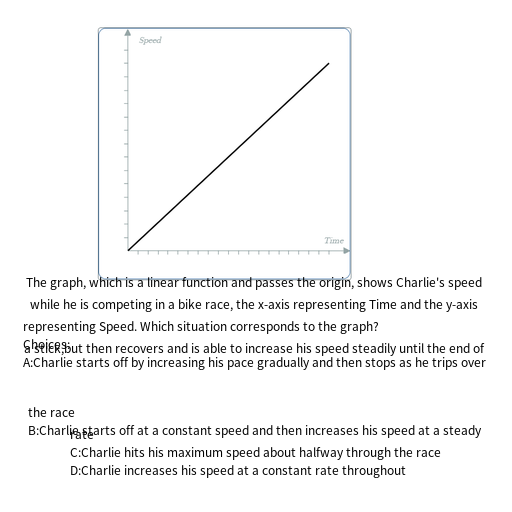 Speed
Time
The graph, which is a linear function and passes the origin, shows Charlie's speed
while he is competing in a bike race, the x-axis representing Time and the y-axis
representing Speed. Which situation corresponds to the graph?
Choices:
A:Charlie starts off by increasing his pace gradually and then stops as he trips over
a stick,but then recovers and is able to increase his speed steadily until the end of
the race
B:Charlie starts off at a constant speed and then increases his speed at a steady
rate
C:Charlie hits his maximum speed about halfway through the race
D:Charlie increases his speed at a constant rate throughout